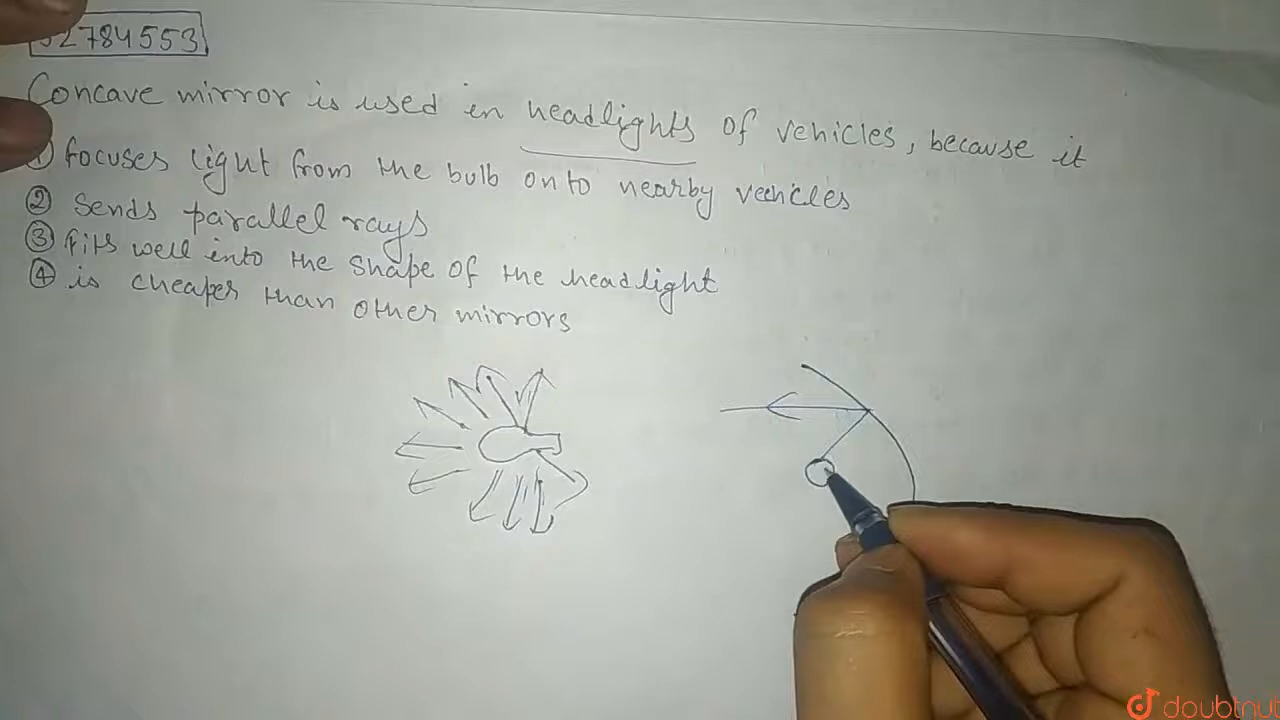 2784553
Concave mirror is used in headlights of vehicles, because it
① focuses light from the bulb onto nearby vechicles
② Sends parallel rays
③ fits well into the shape of the headlight
④ is cheaper than other mirrors
doubtnut